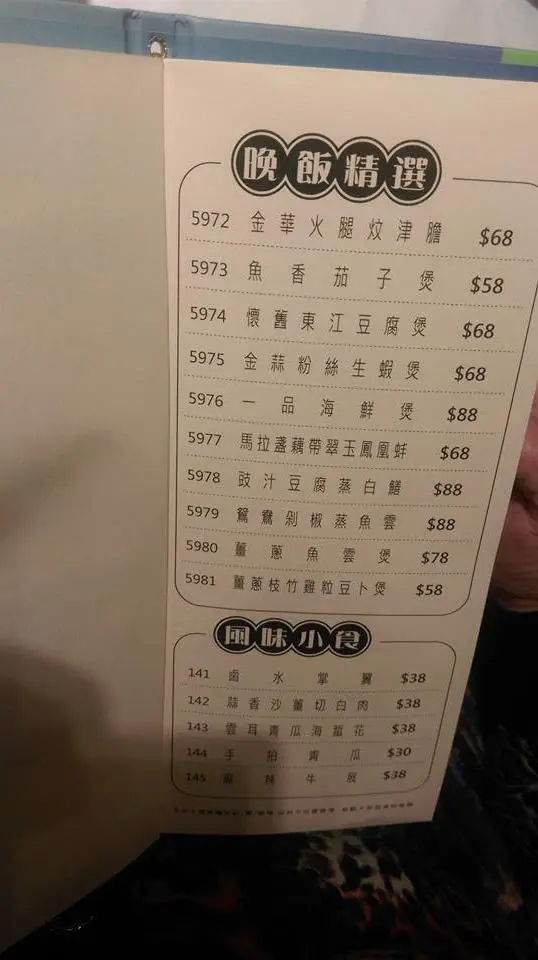 晚飯精選
5972 金華火腿炆津膽 $68
5973 魚香茄子煲 $58
5974 懷舊東江豆腐煲 $68
5975 金蒜粉絲生蝦煲 $68
5976 一品海鮮煲 $88
5977 馬拉盞藕帶翠玉鳳凰蚌 $68
5978 豉汁豆腐蒸白鱔 $88
5979 鴛鴦剁椒蒸魚雲 $88
5980 薑蔥魚雲煲 $78
5981 薑蔥枝竹雞粒豆卜煲 $58
風味小食
141 鹵水掌翼 $38
142 蒜香沙薑切白肉 $38
143 雲耳青瓜海蜇花 $38
144 手拍青瓜 $30
145 麻辣牛展 $38